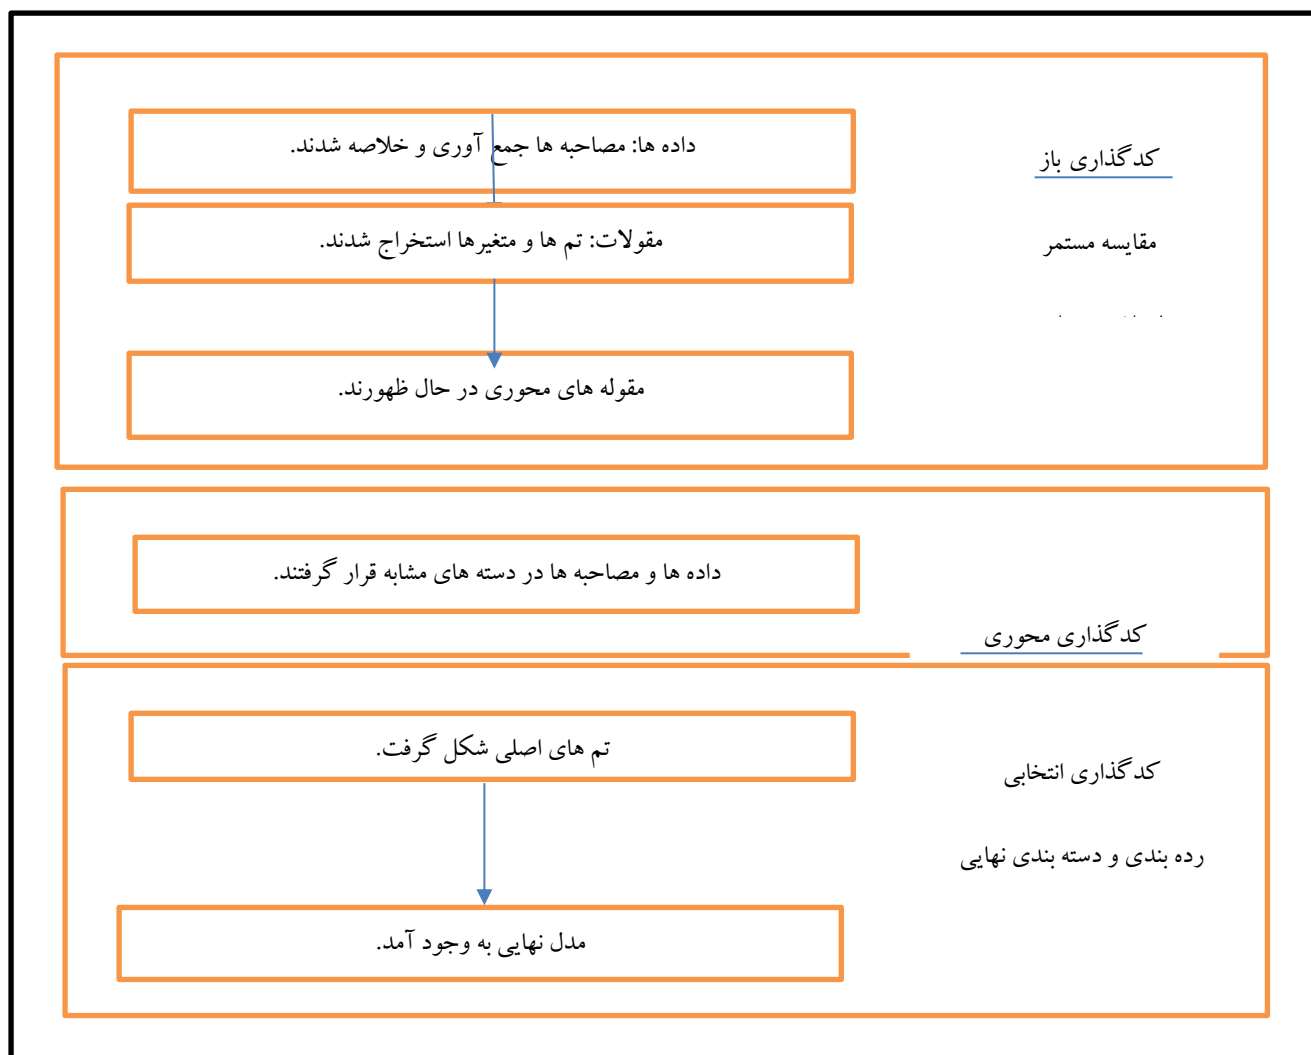 کدگذاری باز
داده ها: مصاحبه ها جمع آوری و خلاصه شدند.
مقایسه مستمر
مقولات: تم ها و متغیرها استخراج شدند.
مقوله های محوری در حال ظهورند.
داده ها و مصاحبه ها در دسته های مشابه قرار گرفتند.
کدگذاری محوری
کدگذاری انتخابی
تم های اصلی شکل گرفت.
رده بندی و دسته بندی نهایی
مدل نهایی به وجود آمد.